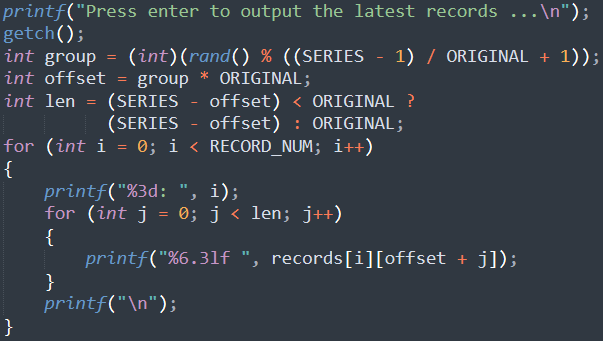 printf("Press enter to output the latest records ...\n");
getch();
int group = (int)(rand() % ((SERIES - 1) / ORIGINAL + 1));
int offset = group * ORIGINAL;
int len = (SERIES - offset) < ORIGINAL ?
          (SERIES - offset) : ORIGINAL;
for (int i = 0; i < RECORD_NUM; i++)
{
    printf("%3d: ", i);
    for (int j = 0; j < len; j++)
    {
        printf("%6.3lf ", records[i][offset + j]);
    }
    printf("\n");
}